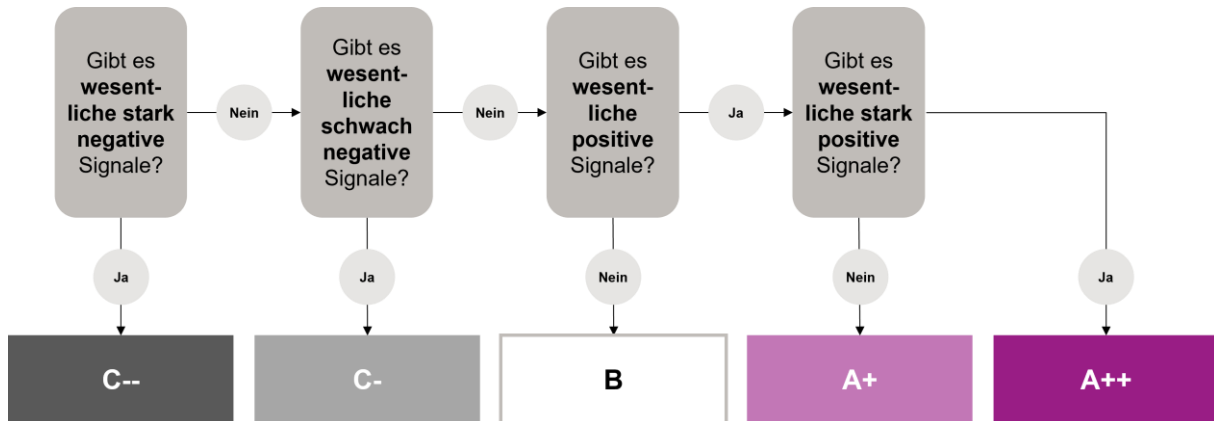 Gibt es
wesent-
liche stark
negative
Signale?
Nein
Gibt es
wesent-
liche
schwach
negative
Signale?
Nein
Gibt es
wesent-
liche
positive
Signale?
Ja
Gibt es
wesent-
liche stark
positive
Signale?
Ja
Ja
Nein
Nein
Ja
C--
C-
B
A+
A++